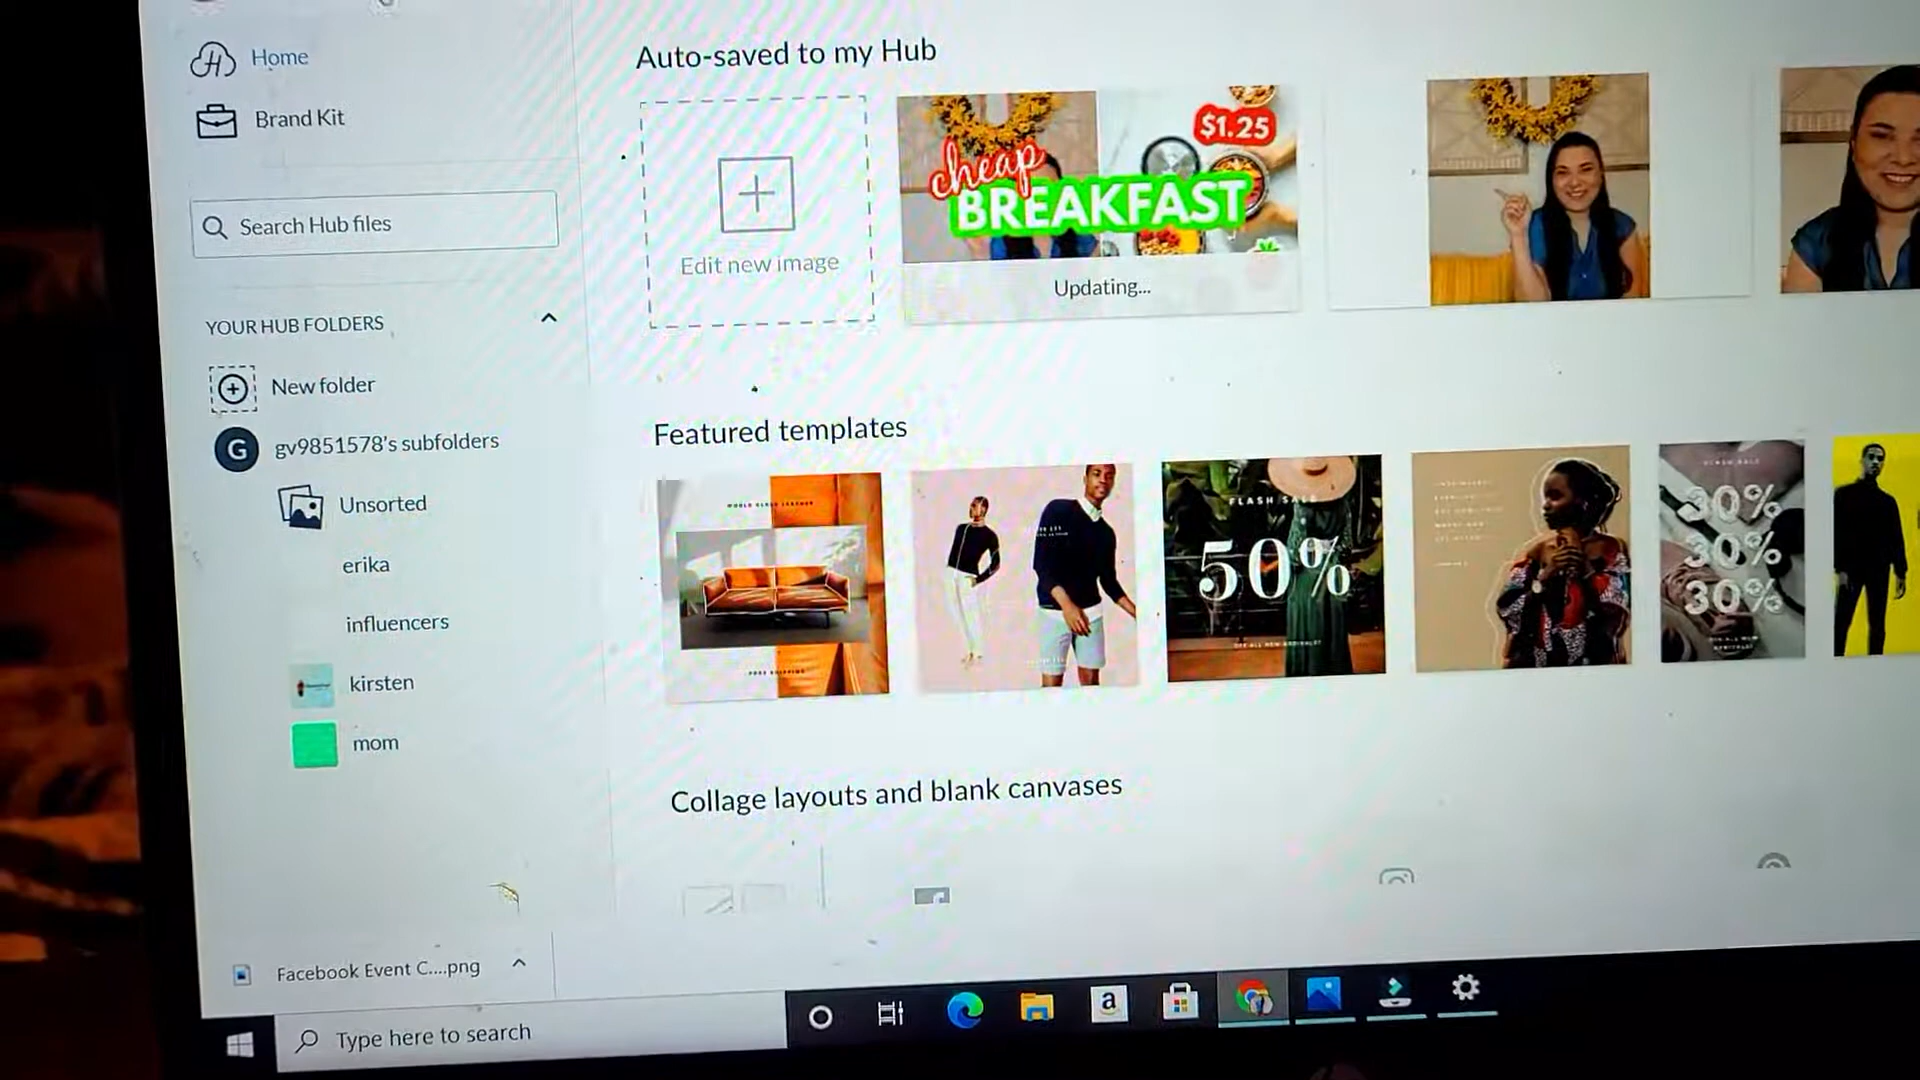 Home
Brand Kit
Search Hub files
YOUR HUB FOLDERS
New folder
G
gv9851578's subfolders
Unsorted
erika
influencers
kirsten
mom
Auto-saved to my Hub
Edit new image
cheap
BREAKFAST
$1.25
Updating...
Featured templates
FLASH SALE
50%
FLASH SALE
30%
30%
30%
Collage layouts and blank canvases
Facebook Event C....png
Type here to search
a